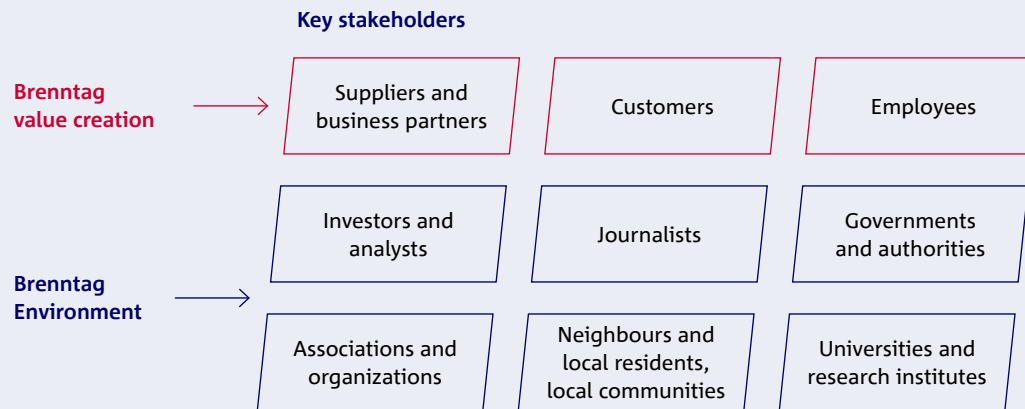 Key stakeholders
Brenntag
value creation
Suppliers and
business partners
Customers
Employees
Investors and
analysts
Journalists
Governments
and authorities
Brenntag
Environment
Associations and
organizations
Neighbours and
local residents,
local communities
Universities and
research institutes